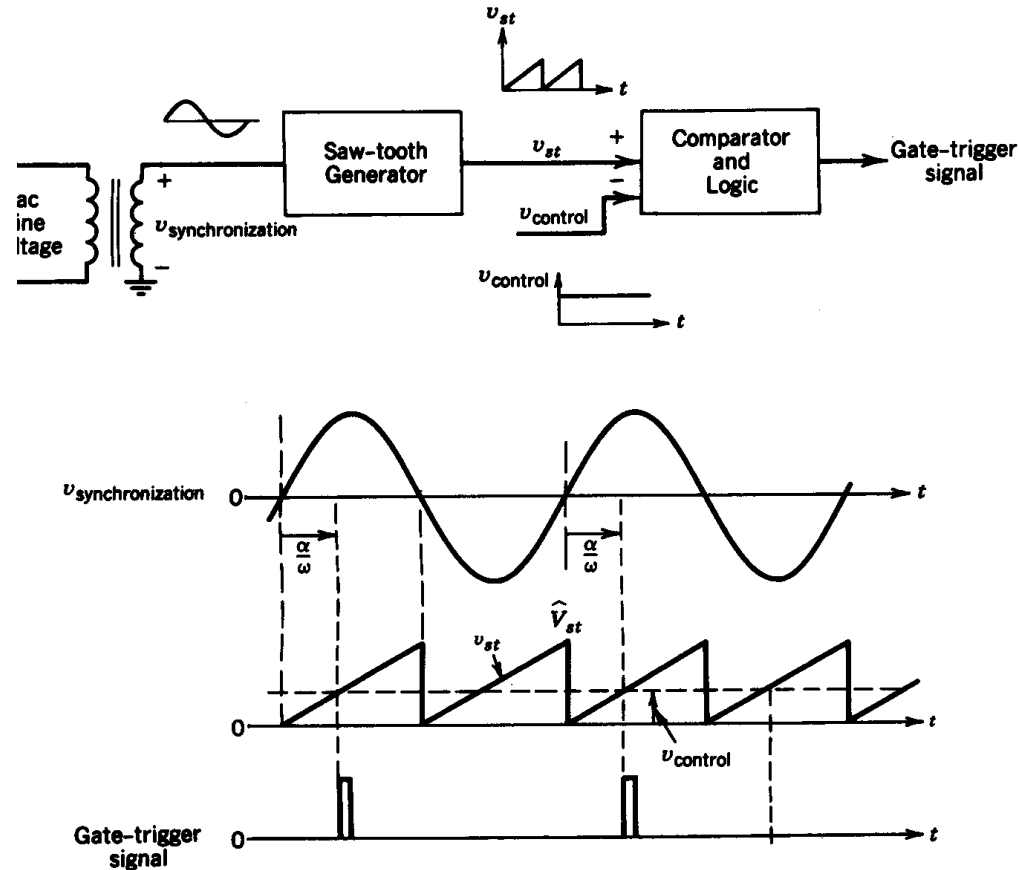 v_st
t
Saw-tooth
Generator
v_st
+
−
Comparator
and
Logic
Gate-trigger
signal
ac
ine
ltage
+
v_synchronization
−
v_control
v_control
t
v_synchronization
0
t
α/ω
α/ω
V̂_st
v_st
0
t
v_control
0
t
Gate-trigger
signal